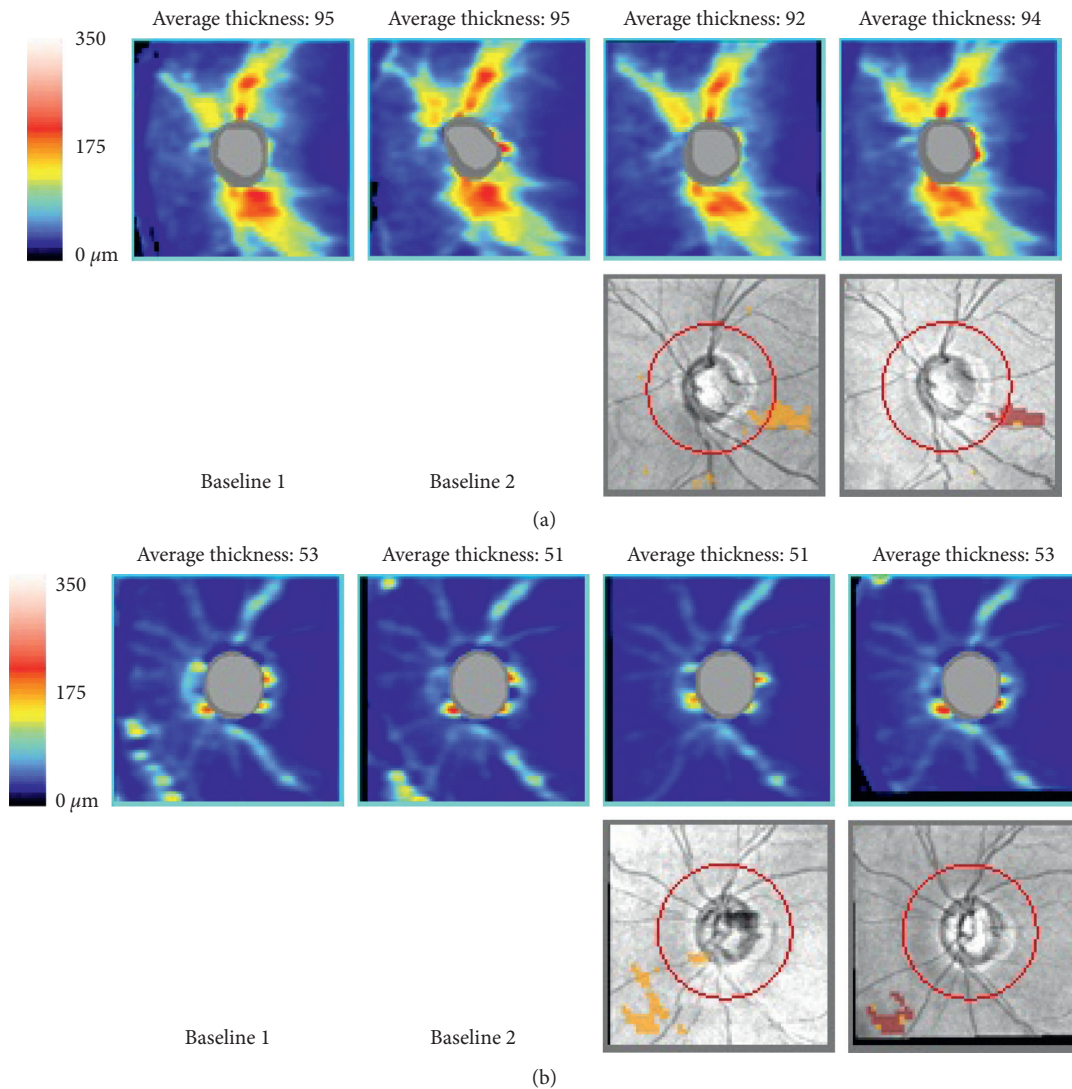 Average thickness: 95
Average thickness: 95
Average thickness: 92
Average thickness: 94
350
175
0 μm
Baseline 1
Baseline 2
(a)
Average thickness: 53
Average thickness: 51
Average thickness: 51
Average thickness: 53
350
175
0 μm
Baseline 1
Baseline 2
(b)